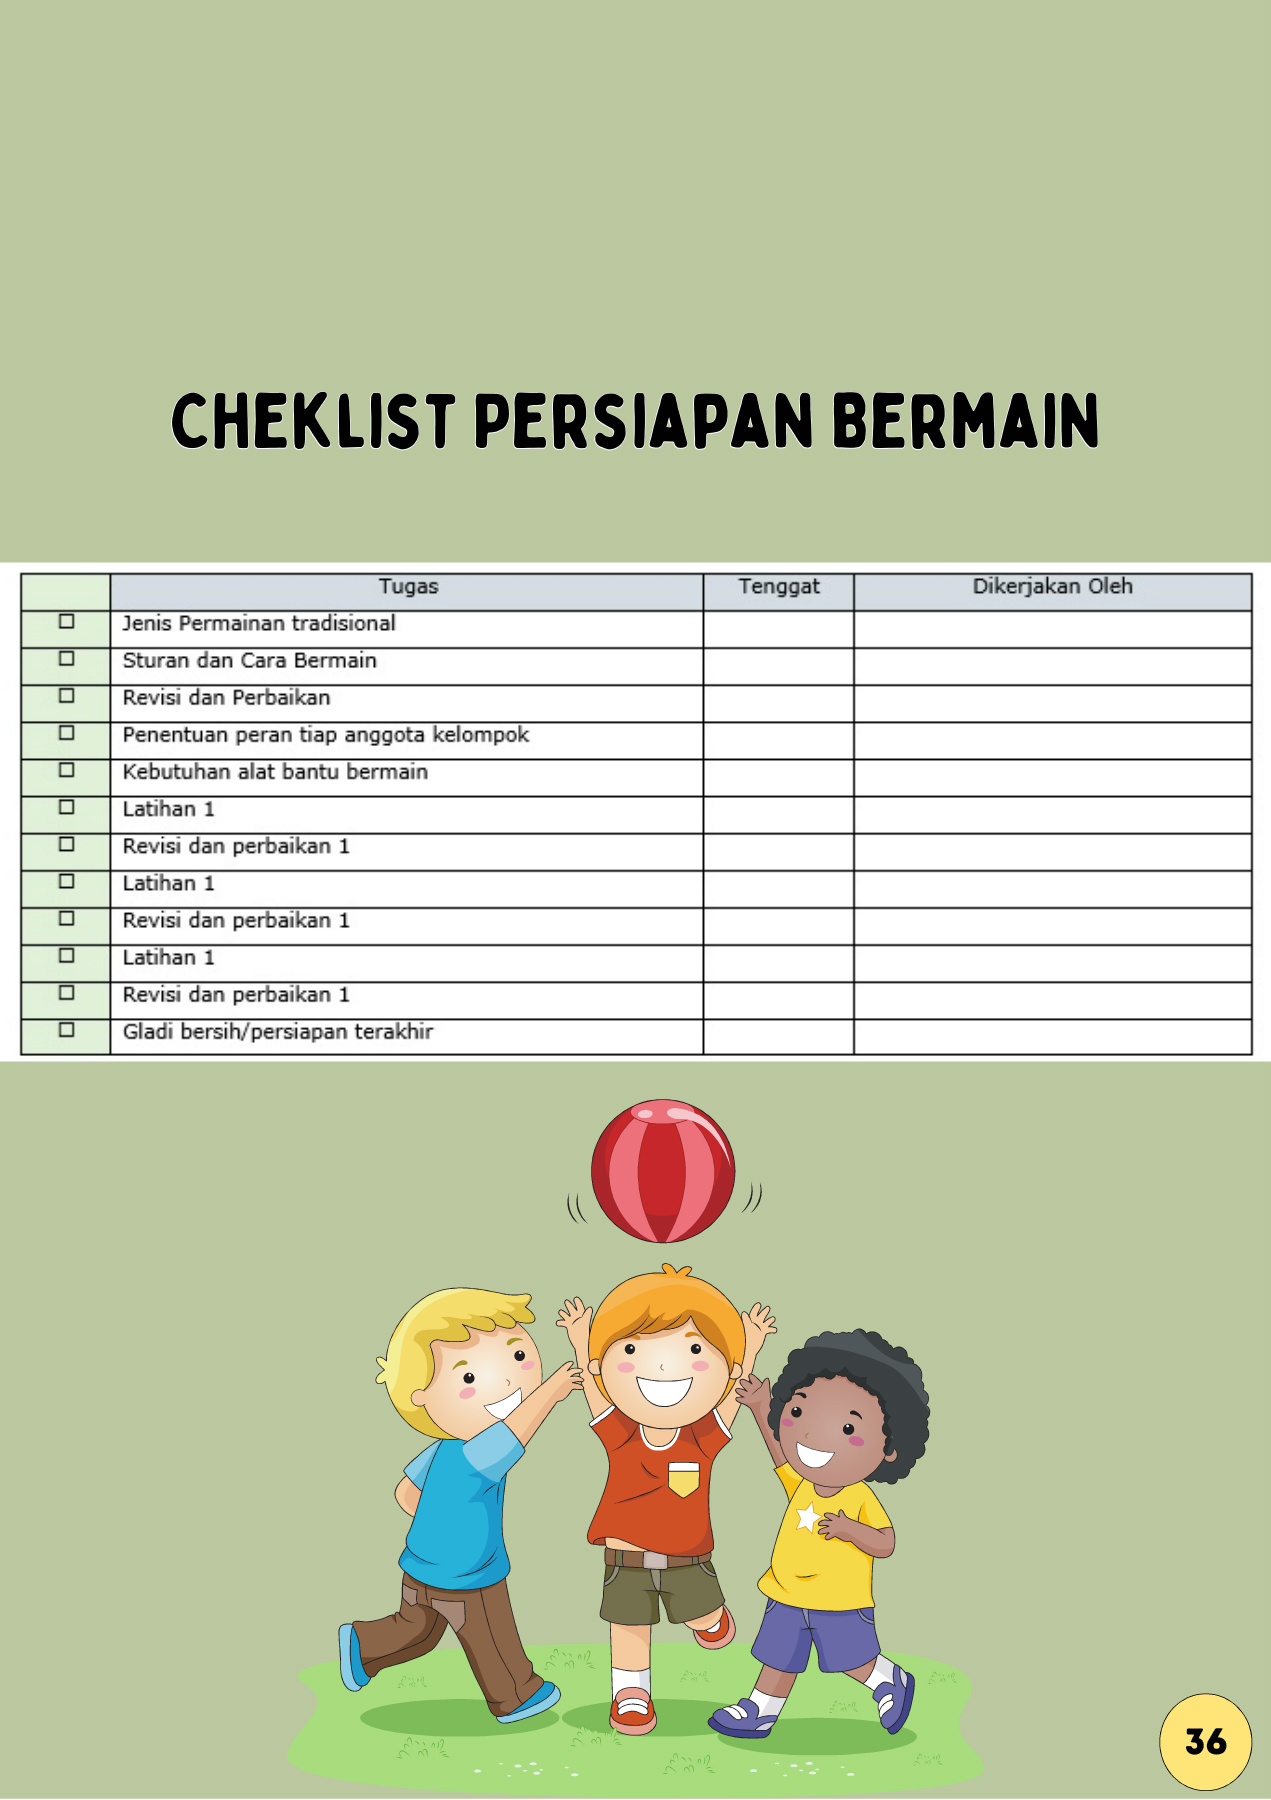 CHEKLIST PERSIAPAN BERMAIN
Tugas Tenggat Dikerjakan Oleh
☐ Jenis Permainan tradisional
☐ Sturan dan Cara Bermain
☐ Revisi dan Perbaikan
☐ Penentuan peran tiap anggota kelompok
☐ Kebutuhan alat bantu bermain
☐ Latihan 1
☐ Revisi dan perbaikan 1
☐ Latihan 1
☐ Revisi dan perbaikan 1
☐ Latihan 1
☐ Revisi dan perbaikan 1
☐ Gladi bersih/persiapan terakhir
36